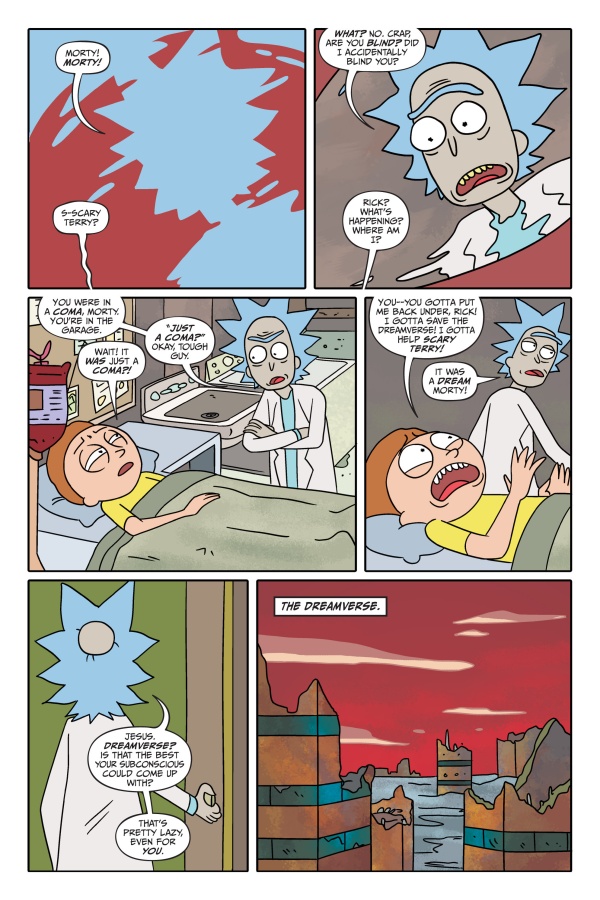 MORTY!
MORTY!
S-SCARY
TERRY?
WHAT? NO. CRAP,
ARE YOU BLIND? DID
I ACCIDENTALLY
BLIND YOU?
RICK?
WHAT'S
HAPPENING?
WHERE AM
I?
YOU WERE IN
A COMA, MORTY.
YOU'RE IN THE
GARAGE.
WAIT! IT
WAS JUST A
COMA?!
"JUST
A COMA?"
OKAY, TOUGH
GUY.
YOU--YOU GOTTA PUT
ME BACK UNDER, RICK!
I GOTTA SAVE THE
DREAMVERSE! I GOTTA
HELP SCARY
TERRY!
IT WAS
A DREAM
MORTY!
JESUS.
DREAMVERSE?
IS THAT THE BEST
YOUR SUBCONSCIOUS
COULD COME UP
WITH?
THAT'S
PRETTY LAZY,
EVEN FOR
YOU.
THE DREAMVERSE.